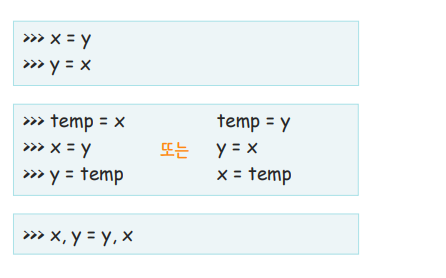 >>> x = y
>>> y = x
>>> temp = x temp = y
>>> x = y 또는 y = x
>>> y = temp x = temp
>>> x, y = y, x